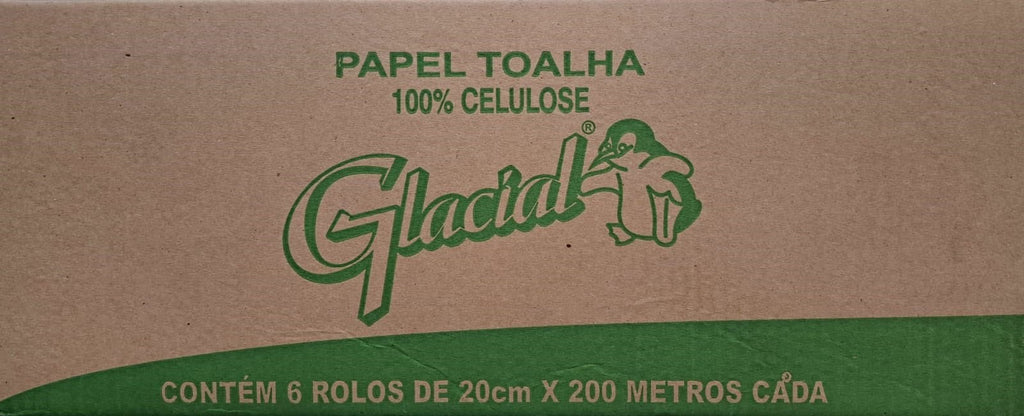 PAPEL TOALHA
100% CELULOSE
Glacial®
CONTÉM 6 ROLOS DE 20cm X 200 METROS CADA